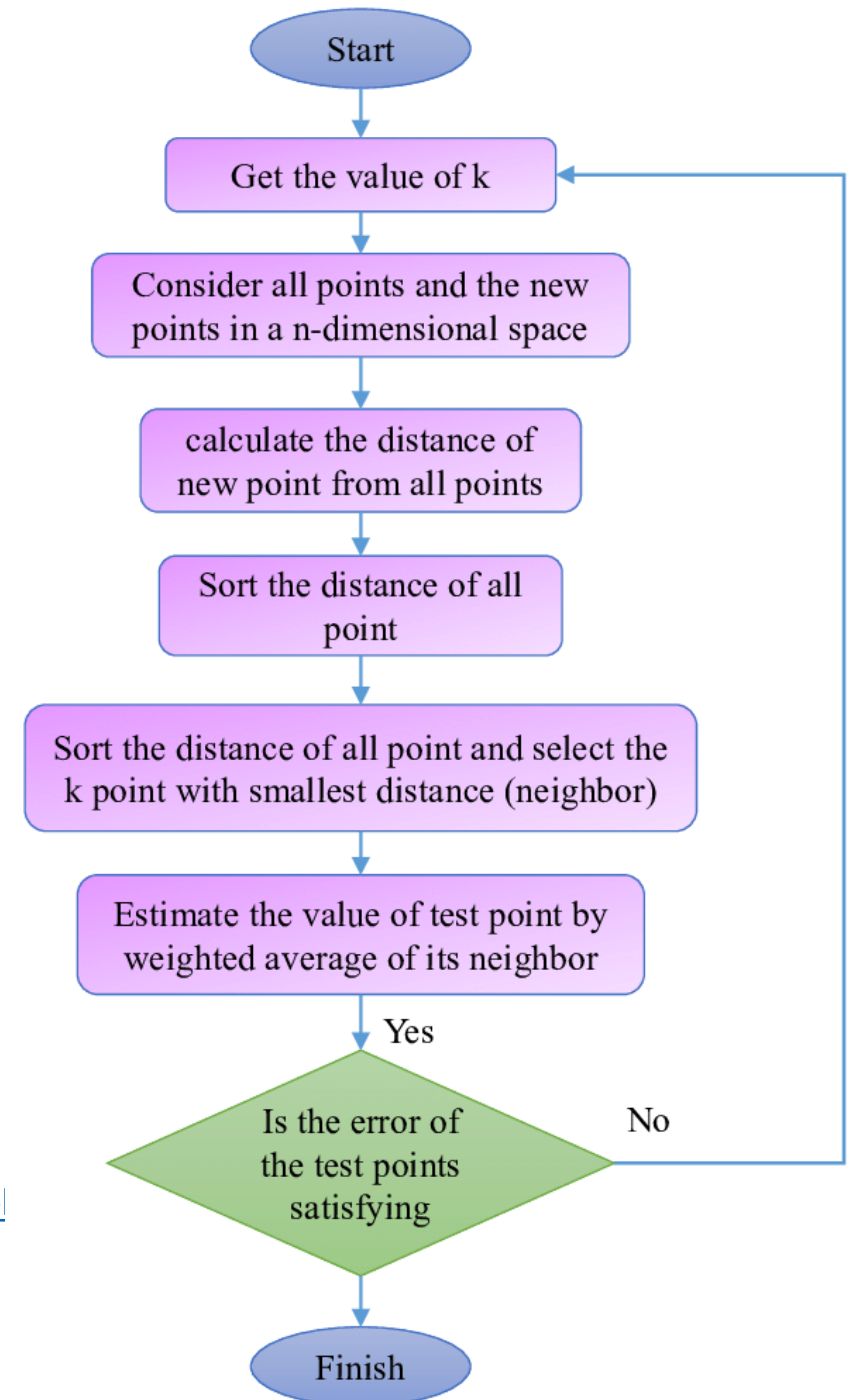 Start
Get the value of k
Consider all points and the new
points in a n-dimensional space
calculate the distance of
new point from all points
Sort the distance of all
point
Sort the distance of all point and select the
k point with smallest distance (neighbor)
Estimate the value of test point by
weighted average of its neighbor
Yes
Is the error of
the test points
satisfying
No
Finish